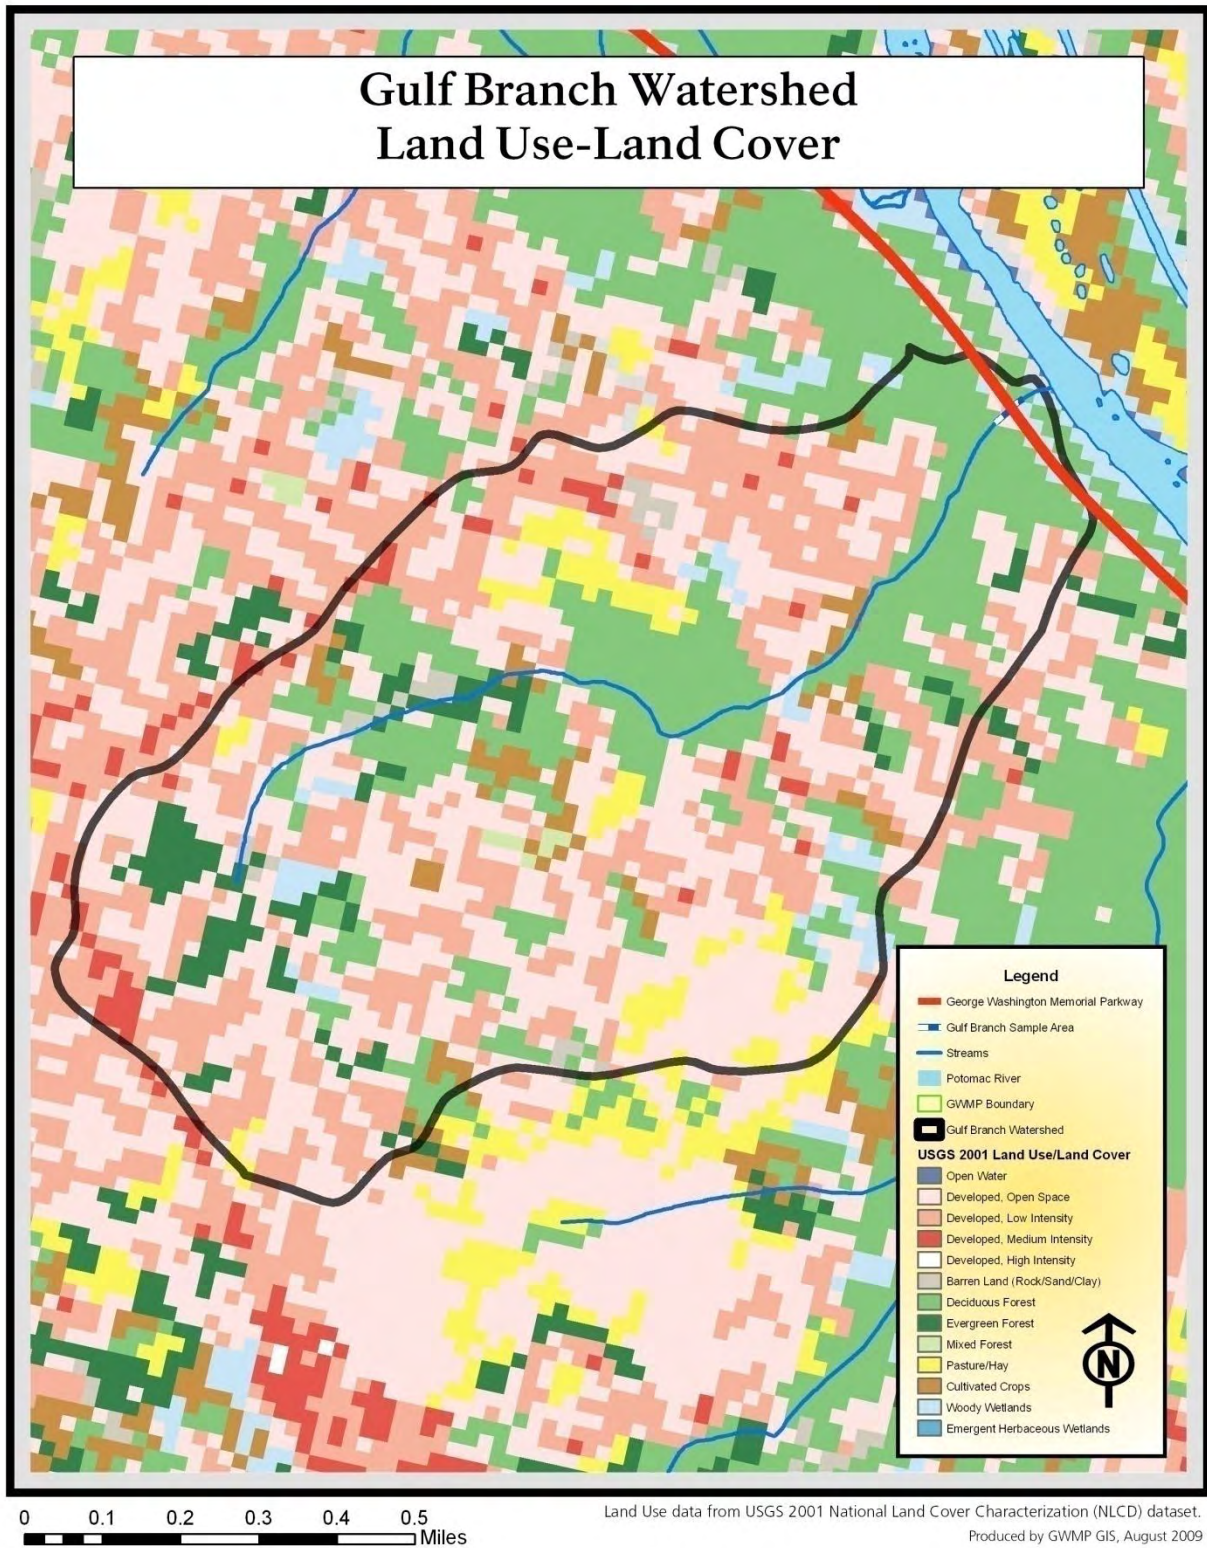 Gulf Branch Watershed
Land Use-Land Cover
Legend
George Washington Memorial Parkway
Gulf Branch Sample Area
Streams
Potomac River
GWMP Boundary
Gulf Branch Watershed
USGS 2001 Land Use/Land Cover
Open Water
Developed, Open Space
Developed, Low Intensity
Developed, Medium Intensity
Developed, High Intensity
Barren Land (Rock/Sand/Clay)
Deciduous Forest
Evergreen Forest
Mixed Forest
Pasture/Hay
Cultivated Crops
Woody Wetlands
Emergent Herbaceous Wetlands
N
0 0.1 0.2 0.3 0.4 0.5
Miles
Land Use data from USGS 2001 National Land Cover Characterization (NLCD) dataset.
Produced by GWMP GIS, August 2009